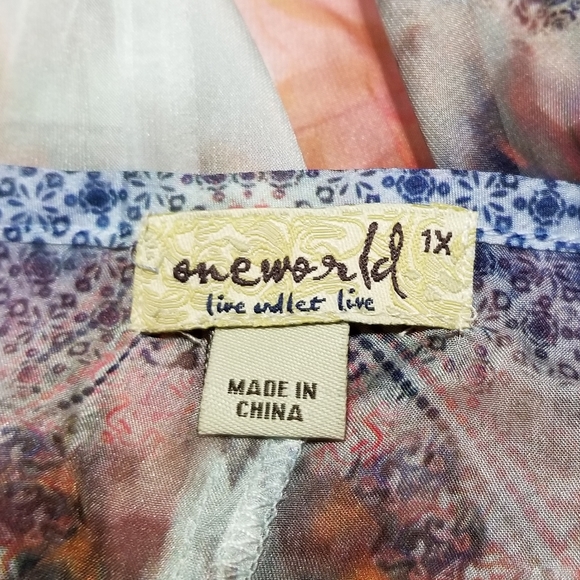 oneworld 1X
live and let live
MADE IN
CHINA